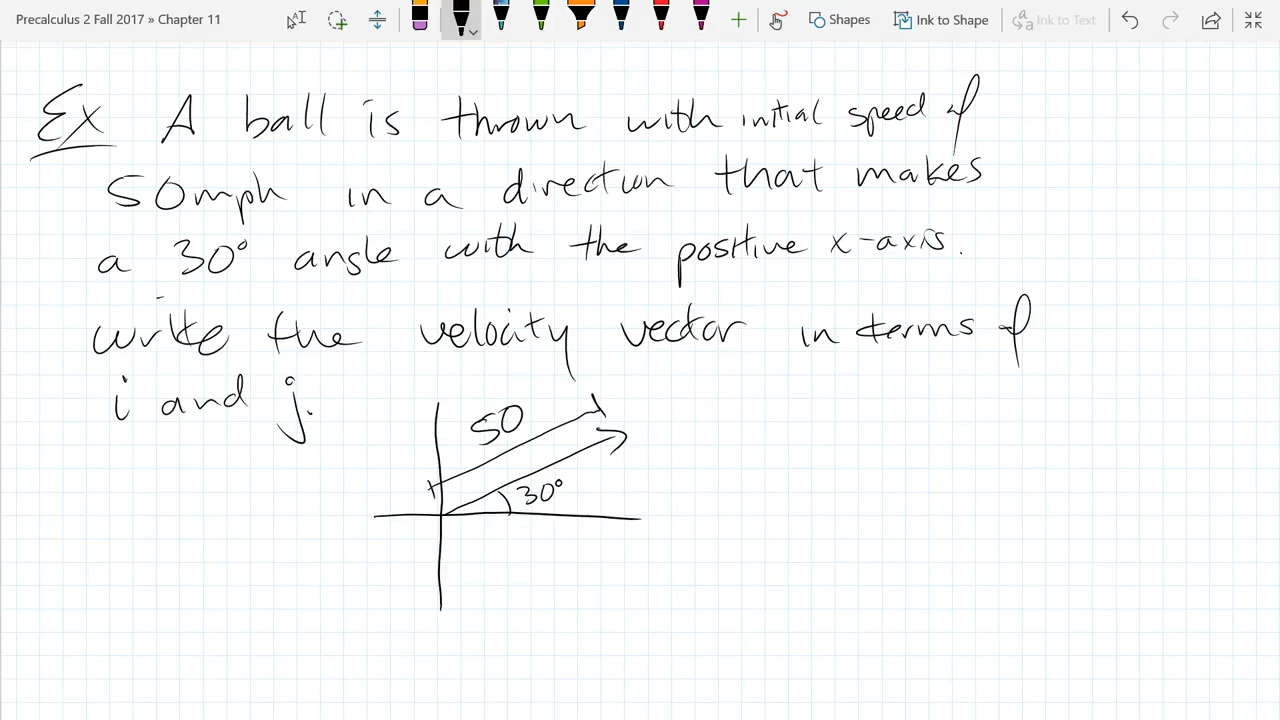 Precalculus 2 Fall 2017 » Chapter 11
Shapes
Ink to Shape
Ink to Text
Ex A ball is thrown with initial speed of
50mph in a direction that makes
a 30° angle with the positive x-axis.
write the velocity vector in terms of
i and j.
50
30°